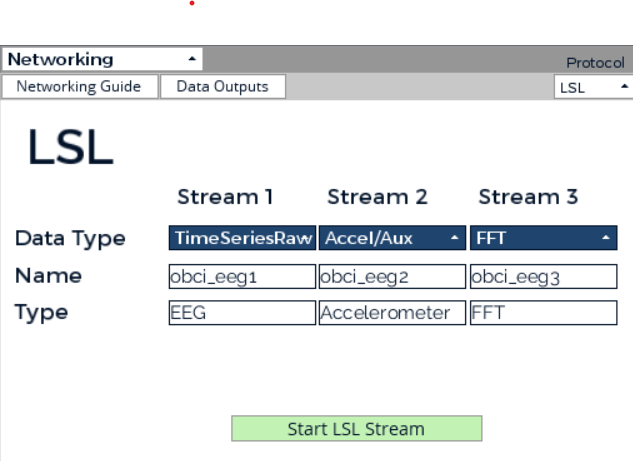 Networking
Protocol
Networking Guide Data Outputs LSL
LSL
Stream 1 Stream 2 Stream 3
Data Type TimeSeriesRaw Accel/Aux FFT
Name obci_eeg1 obci_eeg2 obci_eeg3
Type EEG Accelerometer FFT
Start LSL Stream